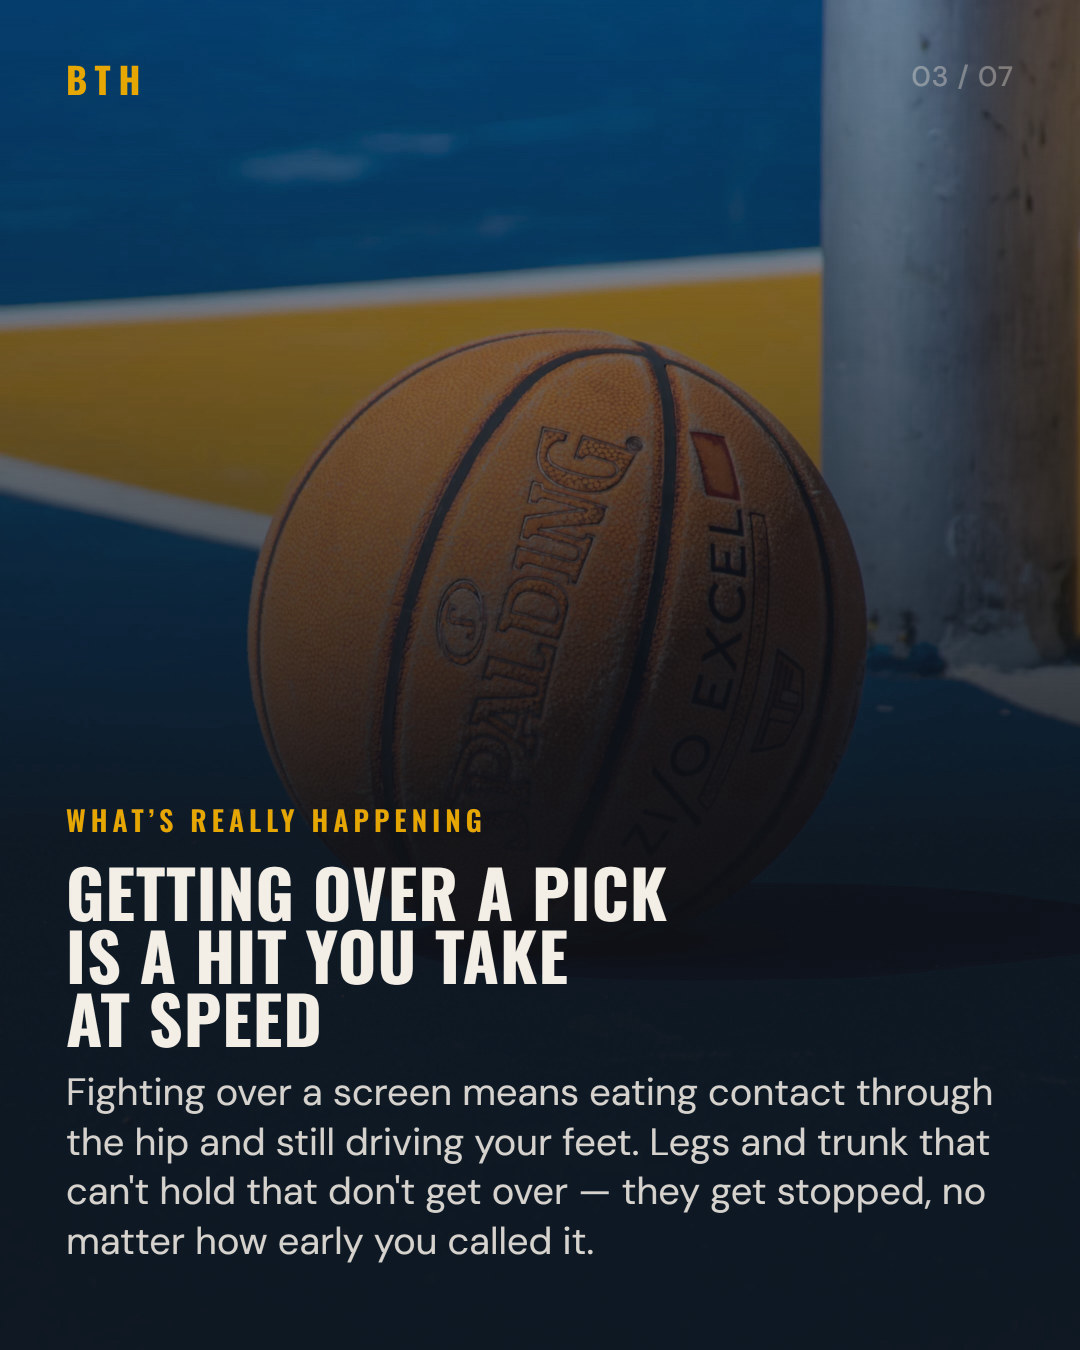 BTH
03 / 07
SPALDING
TF
Z I/O EXCEL
WHAT’S REALLY HAPPENING
GETTING OVER A PICK
IS A HIT YOU TAKE
AT SPEED
Fighting over a screen means eating contact through
the hip and still driving your feet. Legs and trunk that
can't hold that don't get over — they get stopped, no
matter how early you called it.